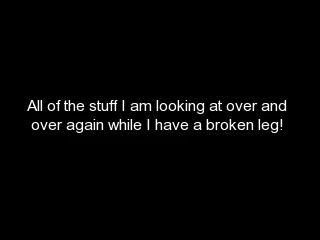 All of the stuff I am looking at over and
over again while I have a broken leg!